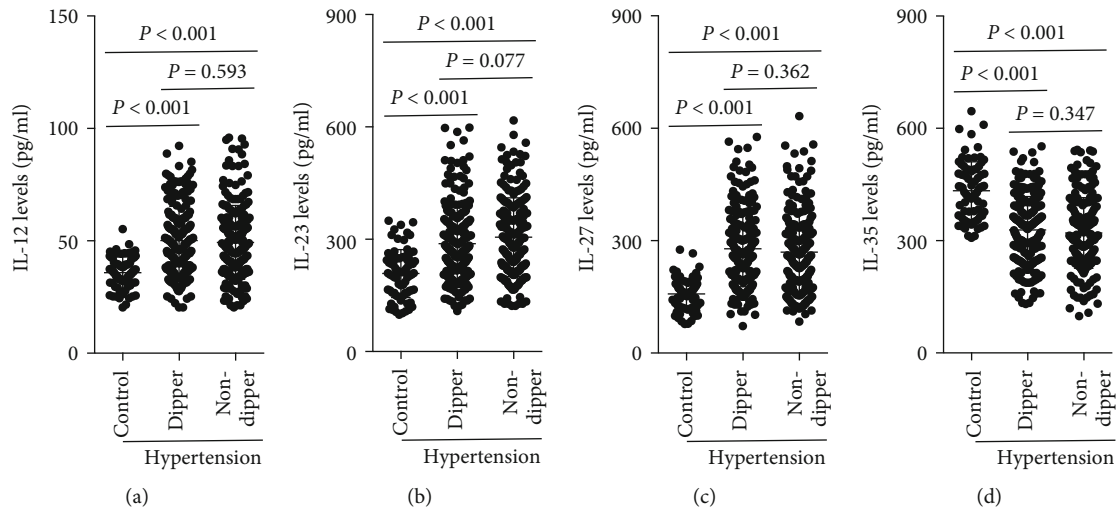 150
100
50
0
IL-12 levels (pg/ml)
P < 0.001
P = 0.593
P < 0.001
Control
Dipper
Non-
dipper
Hypertension
(a)
900
600
300
0
IL-23 levels (pg/ml)
P < 0.001
P = 0.077
P < 0.001
Control
Dipper
Non-
dipper
Hypertension
(b)
900
600
300
0
IL-27 levels (pg/ml)
P < 0.001
P = 0.362
P < 0.001
Control
Dipper
Non-
dipper
Hypertension
(c)
900
600
300
0
IL-35 levels (pg/ml)
P < 0.001
P < 0.001
P = 0.347
Control
Dipper
Non-
dipper
Hypertension
(d)